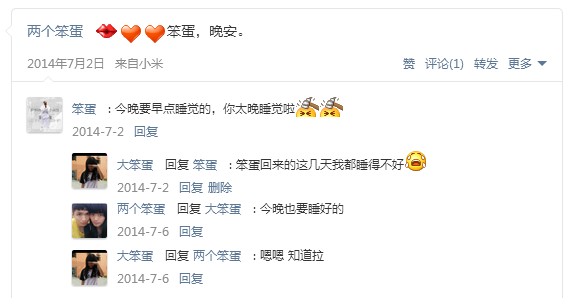 两个笨蛋 笨蛋，晚安。
2014年7月2日 来自小米 赞 评论(1) 转发 更多
笨蛋 : 今晚要早点睡觉的，你太晚睡觉啦
2014-7-2 回复
大笨蛋 回复 笨蛋 : 笨蛋回来的这几天我都睡得不好
2014-7-2 回复 删除
两个笨蛋 回复 大笨蛋 : 今晚也要睡好的
2014-7-6 回复
大笨蛋 回复 两个笨蛋 : 嗯嗯 知道拉
2014-7-6 回复